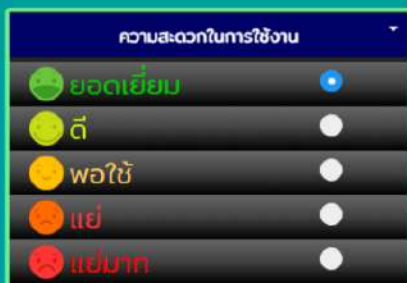 ความสะดวกในการใช้งาน
ยอดเยี่ยม
ดี
พอใช้
แย่
แย่มาก